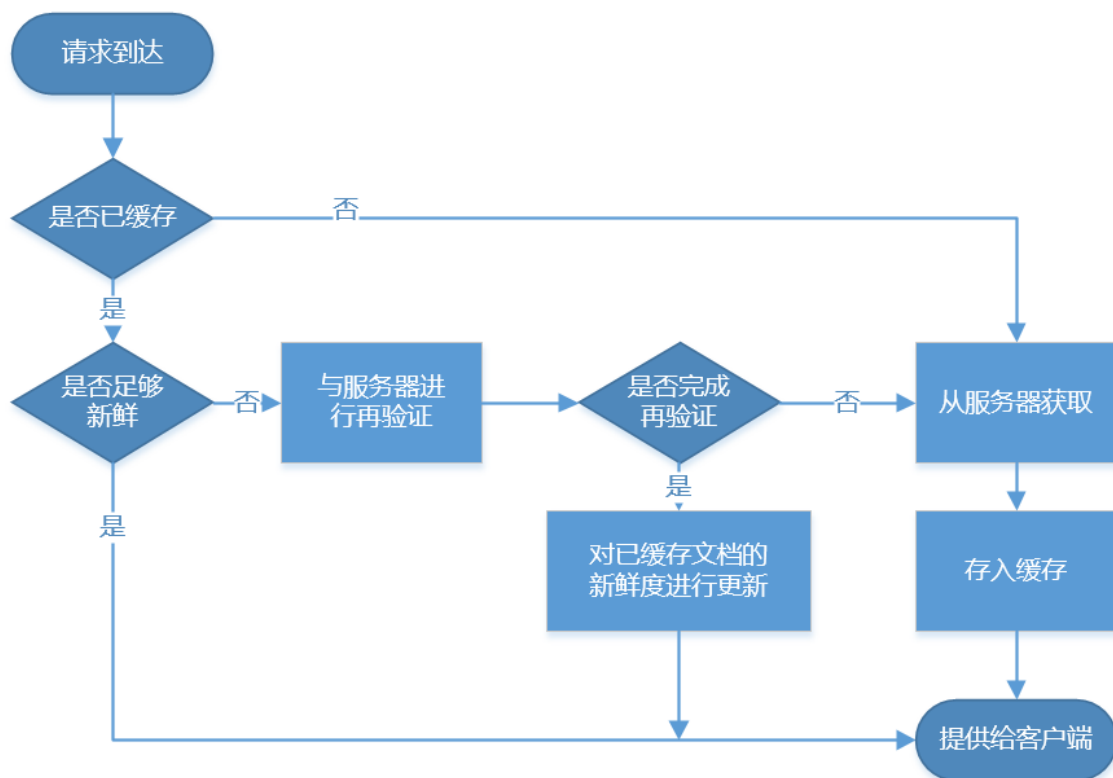 请求到达
是否已缓存
否
是
是否足够
新鲜
否
与服务器进
行再验证
是否完成
再验证
否
从服务器获取
是
是
对已缓存文档的
新鲜度进行更新
存入缓存
提供给客户端